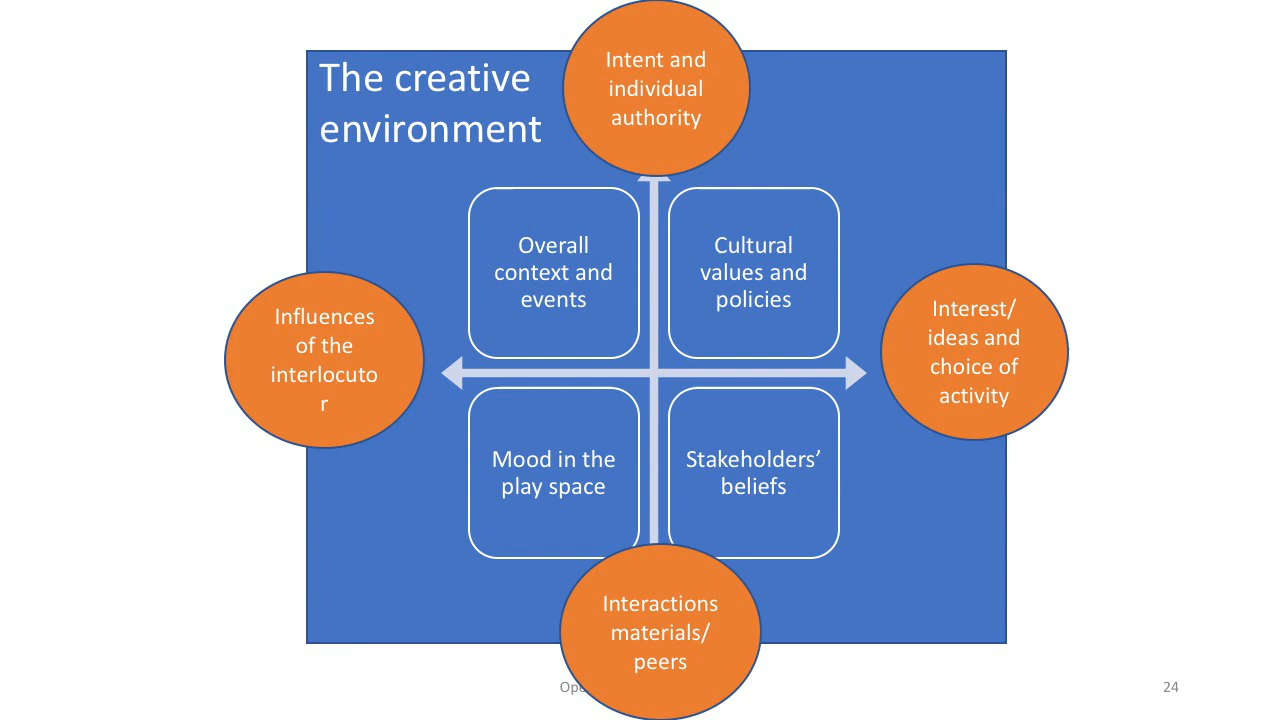 The creative
environment
Intent and
individual
authority
Overall
context and
events
Cultural
values and
policies
Influences
of the
interlocuto
r
Interest/
ideas and
choice of
activity
Mood in the
play space
Stakeholders’
beliefs
Interactions
materials/
peers
24